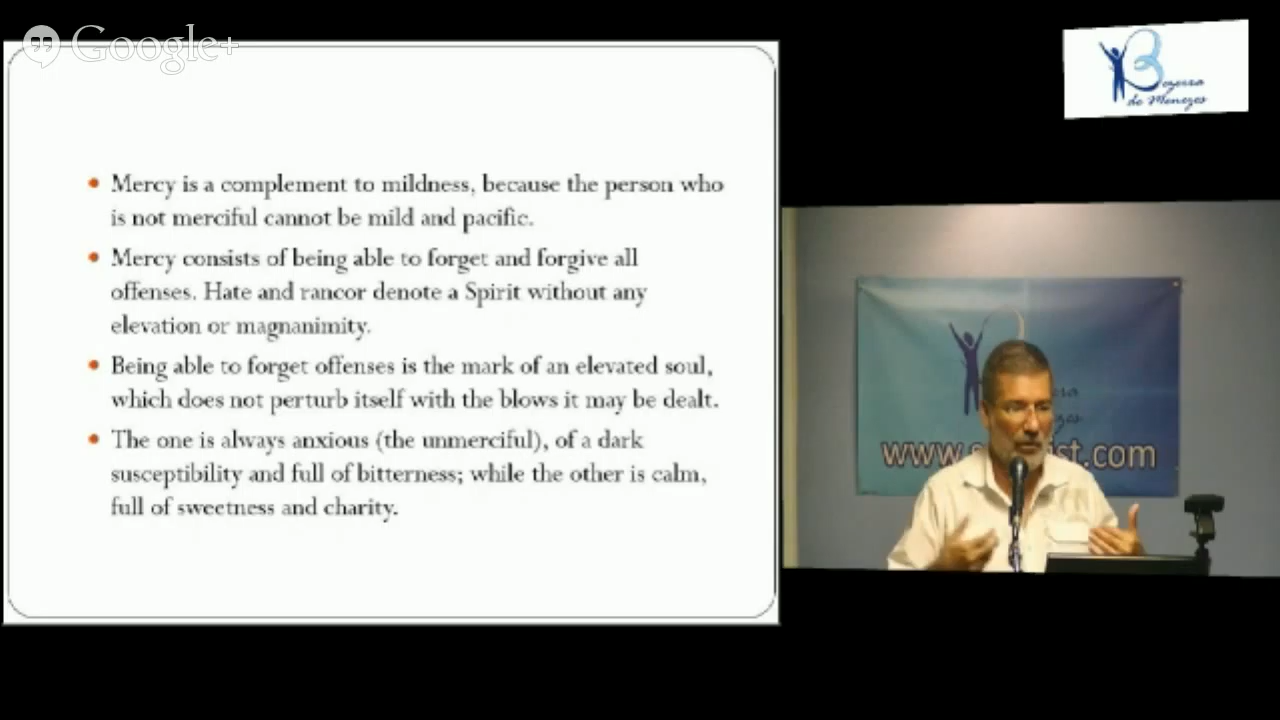 Google+
Bezerra
de Menezes
• Mercy is a complement to mildness, because the person who
is not merciful cannot be mild and pacific.
• Mercy consists of being able to forget and forgive all
offenses. Hate and rancor denote a Spirit without any
elevation or magnanimity.
• Being able to forget offenses is the mark of an elevated soul,
which does not perturb itself with the blows it may be dealt.
• The one is always anxious (the unmerciful), of a dark
susceptibility and full of bitterness; while the other is calm,
full of sweetness and charity.